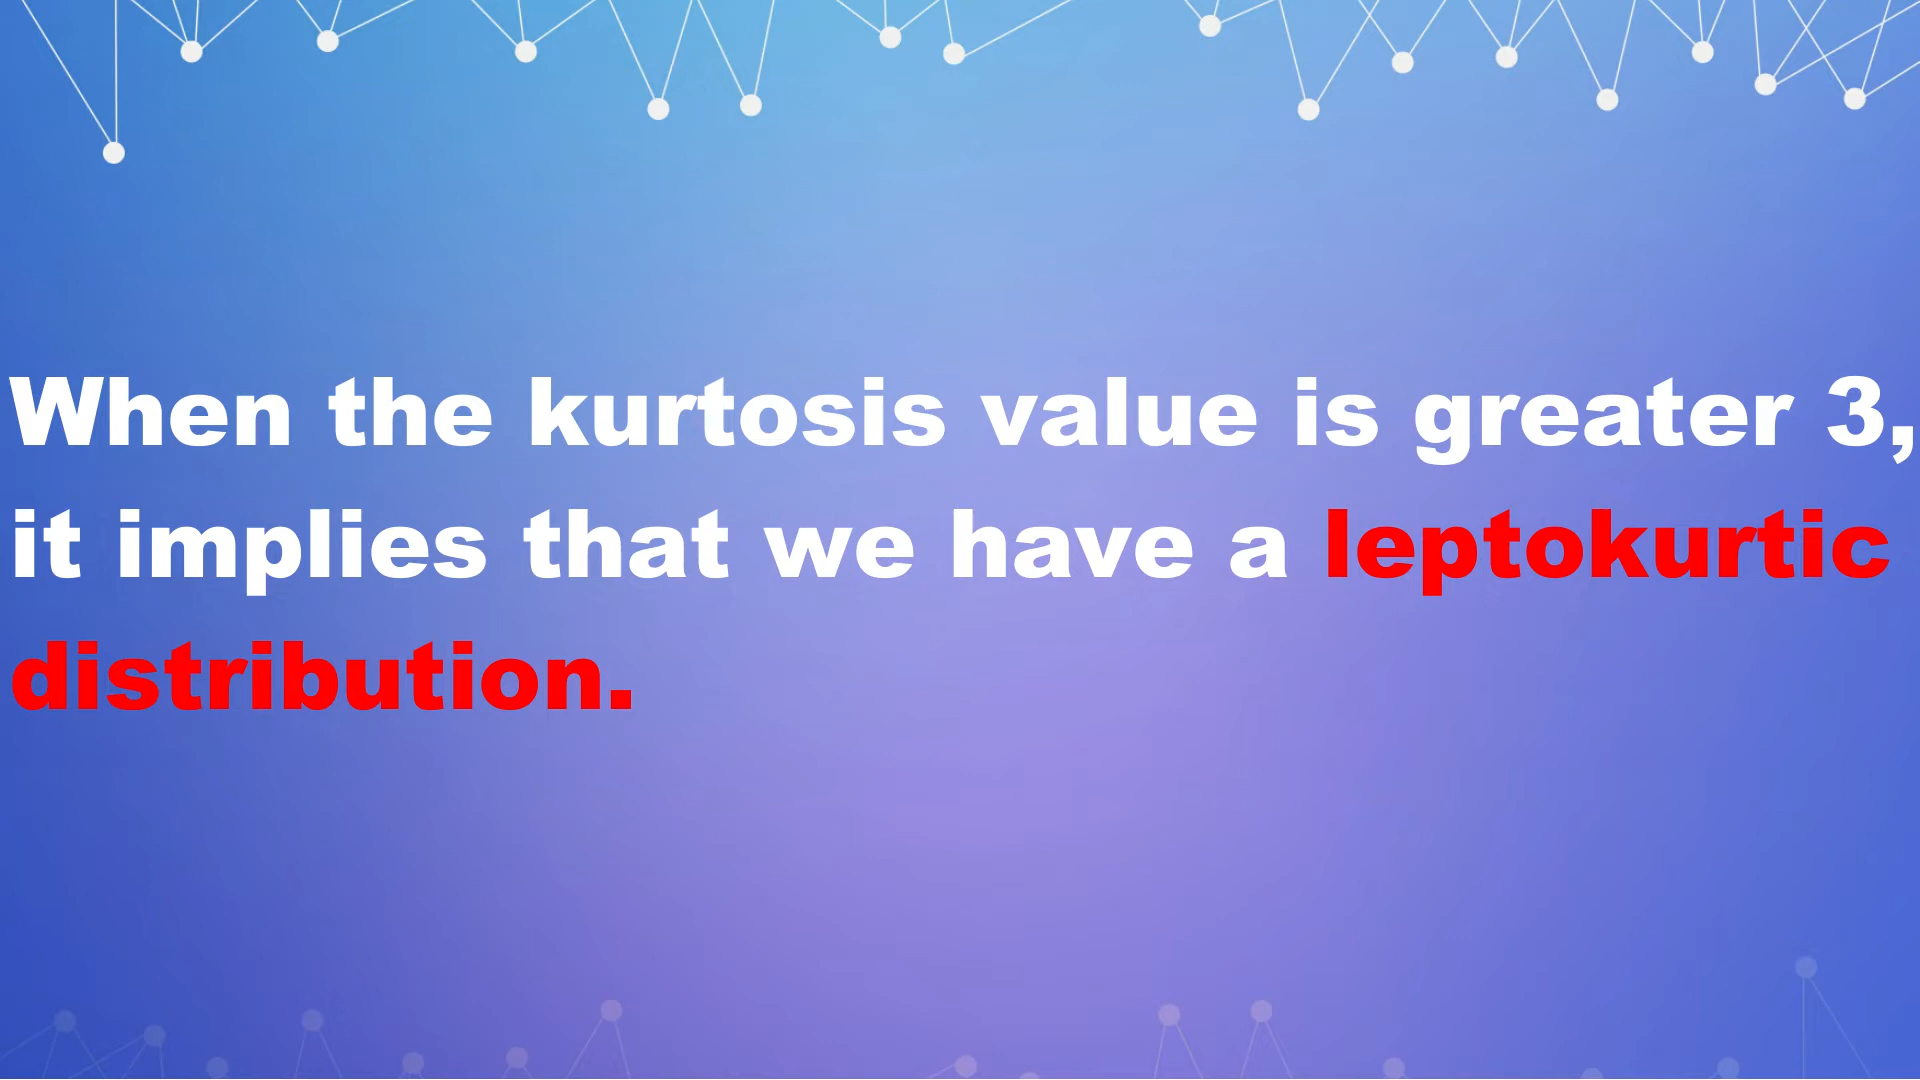 When the kurtosis value is greater 3,
it implies that we have a leptokurtic
distribution.